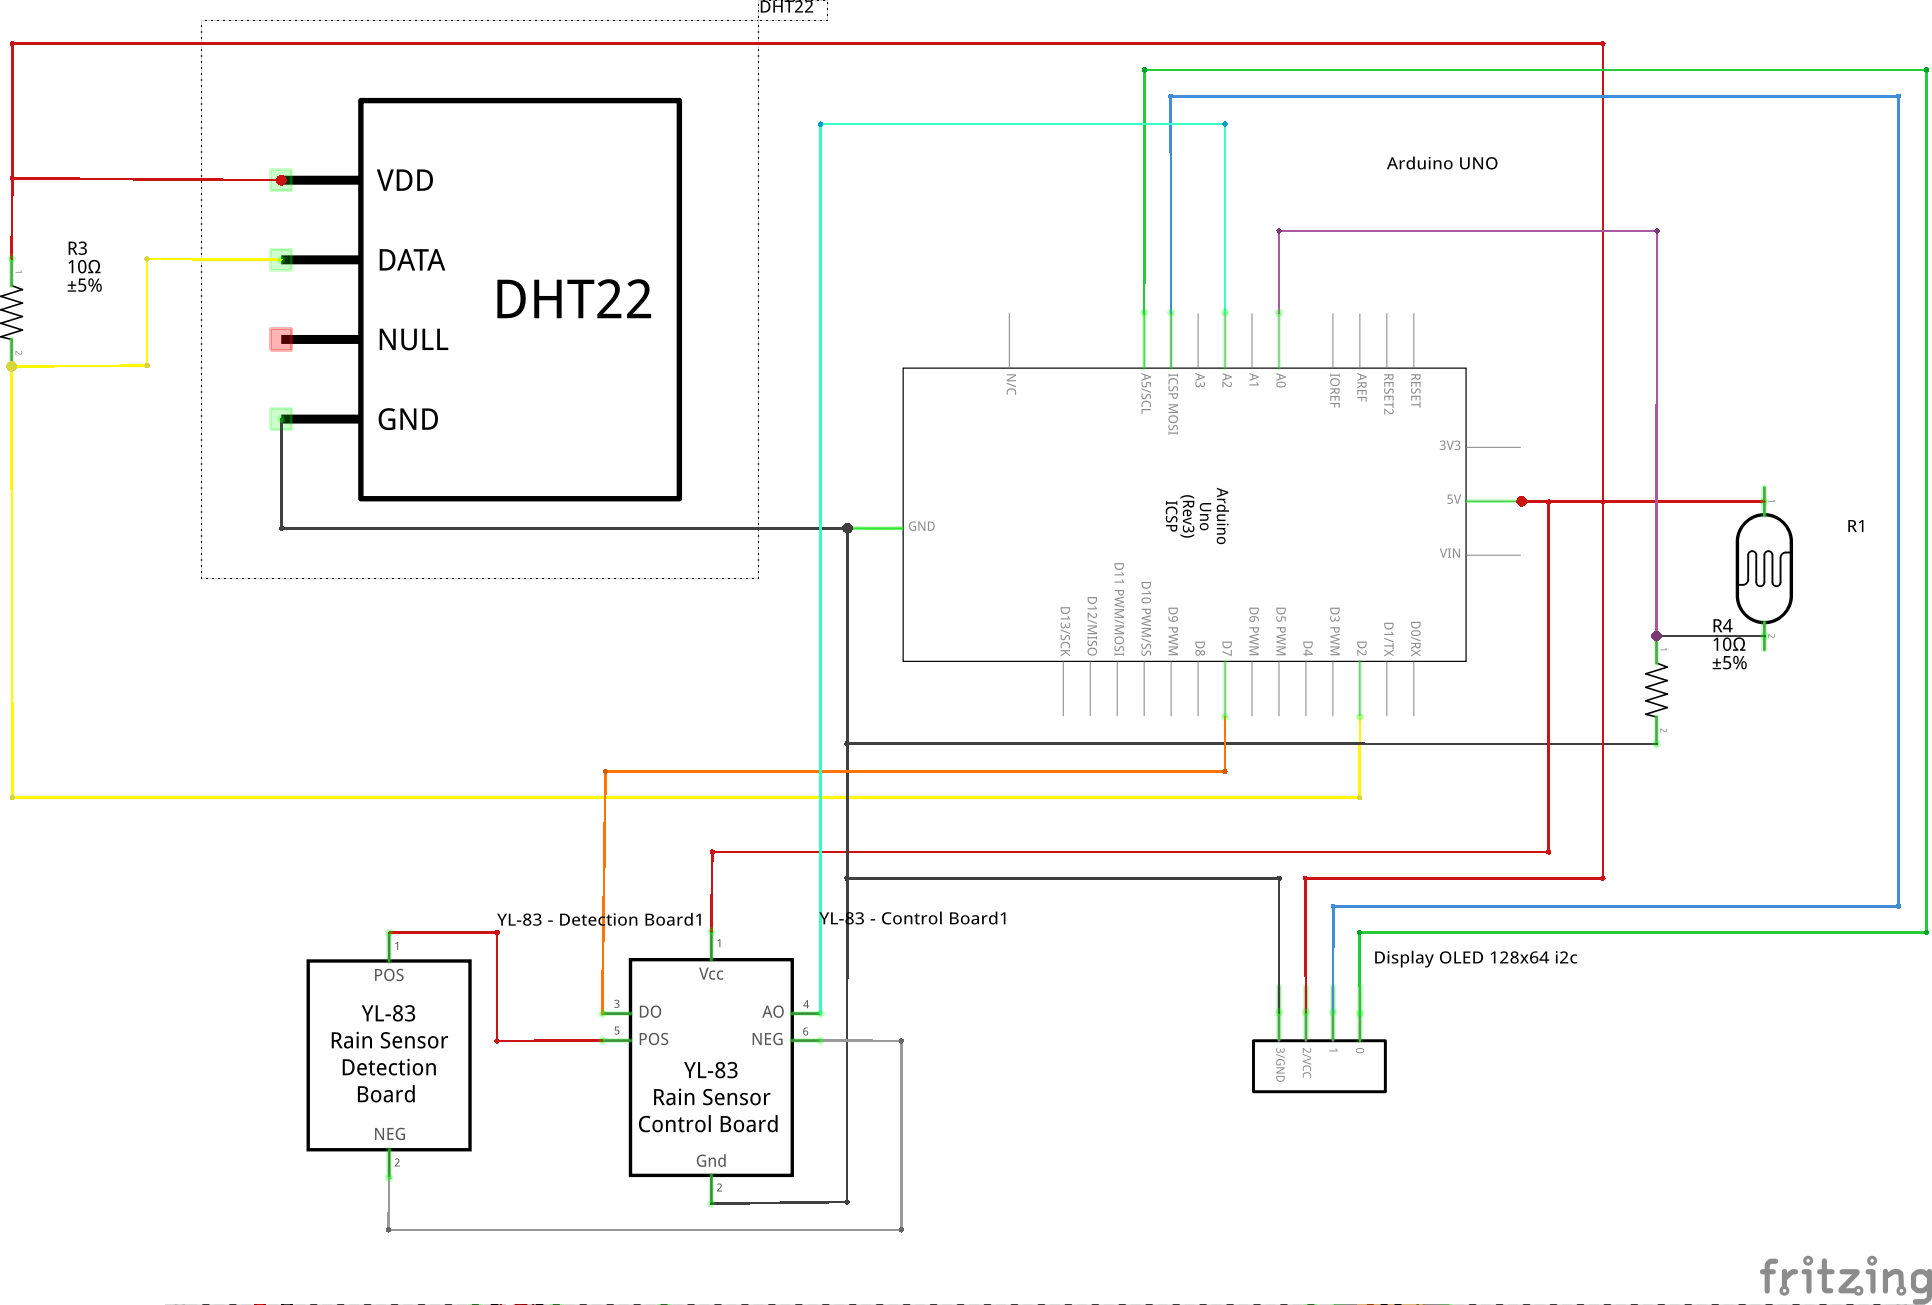 DHT22
VDD
DATA
NULL
GND
DHT22
R3
10Ω
±5%
1
2
Arduino UNO
N/C
A5/SCL
ICSP MOSI
A3
A2
A1
A0
IOREF
AREF
RESET2
RESET
3V3
5V
VIN
GND
Arduino
Uno
(Rev3)
ICSP
D13/SCK
D12/MISO
D11 PWM/MOSI
D10 PWM/SS
D9 PWM
D8
D7
D6 PWM
D5 PWM
D4
D3 PWM
D2
D1/TX
D0/RX
R1
1
2
R4
10Ω
±5%
1
2
YL-83 - Detection Board1
1
POS
YL-83
Rain Sensor
Detection
Board
NEG
2
YL-83 - Control Board1
1
Vcc
3
DO
5
POS
4
AO
6
NEG
YL-83
Rain Sensor
Control Board
Gnd
2
Display OLED 128x64 i2c
3/GND
2/VCC
1
0
fritzing